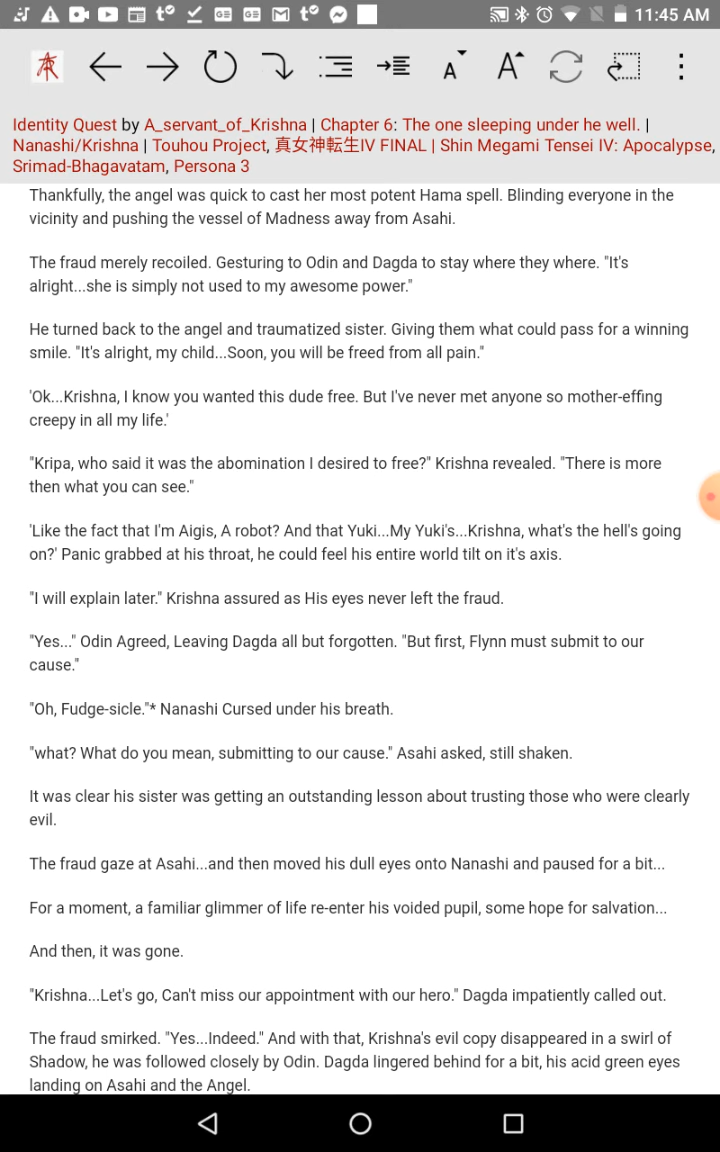 11:45 AM
Identity Quest by A_servant_of_Krishna | Chapter 6: The one sleeping under he well. |
Nanashi/Krishna | Touhou Project, 真女神転生IV FINAL | Shin Megami Tensei IV: Apocalypse,
Srimad-Bhagavatam, Persona 3
Thankfully, the angel was quick to cast her most potent Hama spell. Blinding everyone in the
vicinity and pushing the vessel of Madness away from Asahi.
The fraud merely recoiled. Gesturing to Odin and Dagda to stay where they where. "It's
alright...she is simply not used to my awesome power."
He turned back to the angel and traumatized sister. Giving them what could pass for a winning
smile. "It's alright, my child...Soon, you will be freed from all pain."
'Ok...Krishna, I know you wanted this dude free. But I've never met anyone so mother-effing
creepy in all my life.'
"Kripa, who said it was the abomination I desired to free?" Krishna revealed. "There is more
then what you can see."
'Like the fact that I'm Aigis, A robot? And that Yuki...My Yuki's...Krishna, what's the hell's going
on?' Panic grabbed at his throat, he could feel his entire world tilt on it's axis.
"I will explain later." Krishna assured as His eyes never left the fraud.
"Yes..." Odin Agreed, Leaving Dagda all but forgotten. "But first, Flynn must submit to our
cause."
"Oh, Fudge-sicle."* Nanashi Cursed under his breath.
"what? What do you mean, submitting to our cause." Asahi asked, still shaken.
It was clear his sister was getting an outstanding lesson about trusting those who were clearly
evil.
The fraud gaze at Asahi...and then moved his dull eyes onto Nanashi and paused for a bit...
For a moment, a familiar glimmer of life re-enter his voided pupil, some hope for salvation...
And then, it was gone.
"Krishna...Let's go, Can't miss our appointment with our hero." Dagda impatiently called out.
The fraud smirked. "Yes...Indeed." And with that, Krishna's evil copy disappeared in a swirl of
Shadow, he was followed closely by Odin. Dagda lingered behind for a bit, his acid green eyes
landing on Asahi and the Angel.